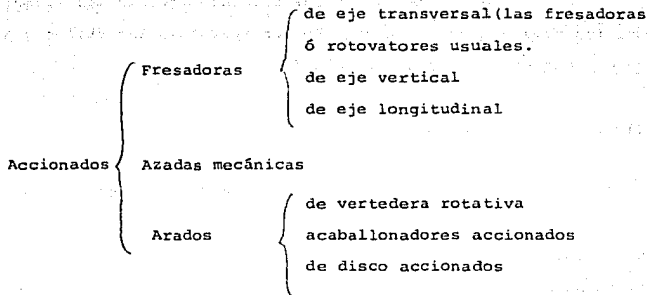 de eje transversal(las fresadoras
ó rotovatores usuales.
Fresadoras
de eje vertical
de eje longitudinal
Accionados
Azadas mecánicas
de vertedera rotativa
Arados
acaballonadores accionados
de disco accionados